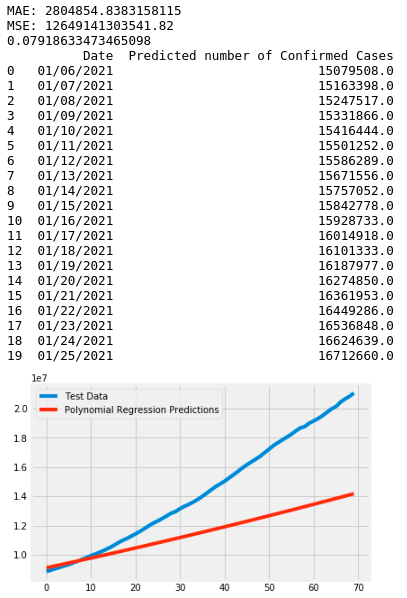 MAE: 2804854.8383158115
MSE: 12649141303541.82
0.07918633473465098
Date  Predicted number of Confirmed Cases
0   01/06/2021   15079508.0
1   01/07/2021   15163398.0
2   01/08/2021   15247517.0
3   01/09/2021   15331866.0
4   01/10/2021   15416444.0
5   01/11/2021   15501252.0
6   01/12/2021   15586289.0
7   01/13/2021   15671556.0
8   01/14/2021   15757052.0
9   01/15/2021   15842778.0
10  01/16/2021   15928733.0
11  01/17/2021   16014918.0
12  01/18/2021   16101333.0
13  01/19/2021   16187977.0
14  01/20/2021   16274850.0
15  01/21/2021   16361953.0
16  01/22/2021   16449286.0
17  01/23/2021   16536848.0
18  01/24/2021   16624639.0
19  01/25/2021   16712660.0
1e7
Test Data
Polynomial Regression Predictions
2.0
1.8
1.6
1.4
1.2
1.0
0 10 20 30 40 50 60 70